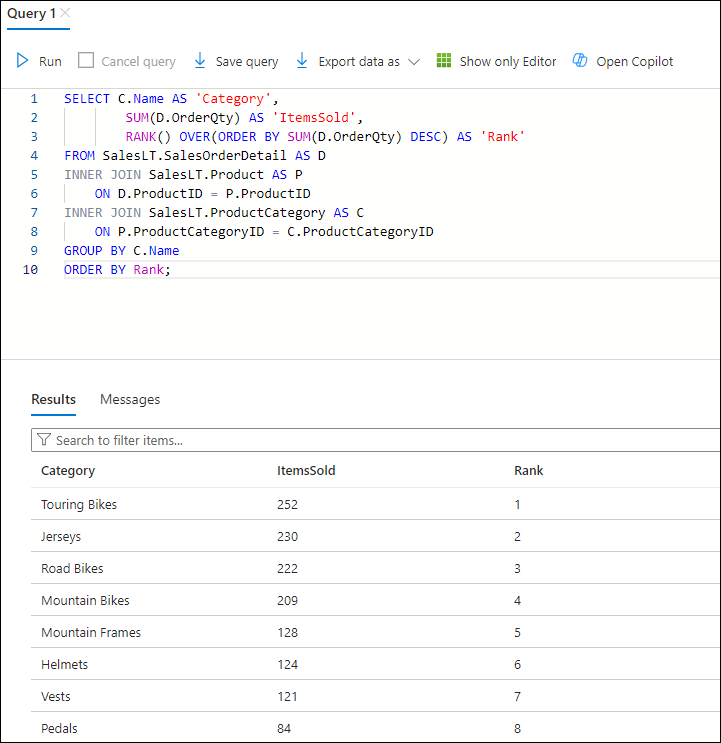 Query 1
Run Cancel query Save query Export data as Show only Editor Open Copilot
1 SELECT C.Name AS 'Category',
2 SUM(D.OrderQty) AS 'ItemsSold',
3 RANK() OVER(ORDER BY SUM(D.OrderQty) DESC) AS 'Rank'
4 FROM SalesLT.SalesOrderDetail AS D
5 INNER JOIN SalesLT.Product AS P
6 ON D.ProductID = P.ProductID
7 INNER JOIN SalesLT.ProductCategory AS C
8 ON P.ProductCategoryID = C.ProductCategoryID
9 GROUP BY C.Name
10 ORDER BY Rank;
Results Messages
Search to filter items...
Category ItemsSold Rank
Touring Bikes 252 1
Jerseys 230 2
Road Bikes 222 3
Mountain Bikes 209 4
Mountain Frames 128 5
Helmets 124 6
Vests 121 7
Pedals 84 8